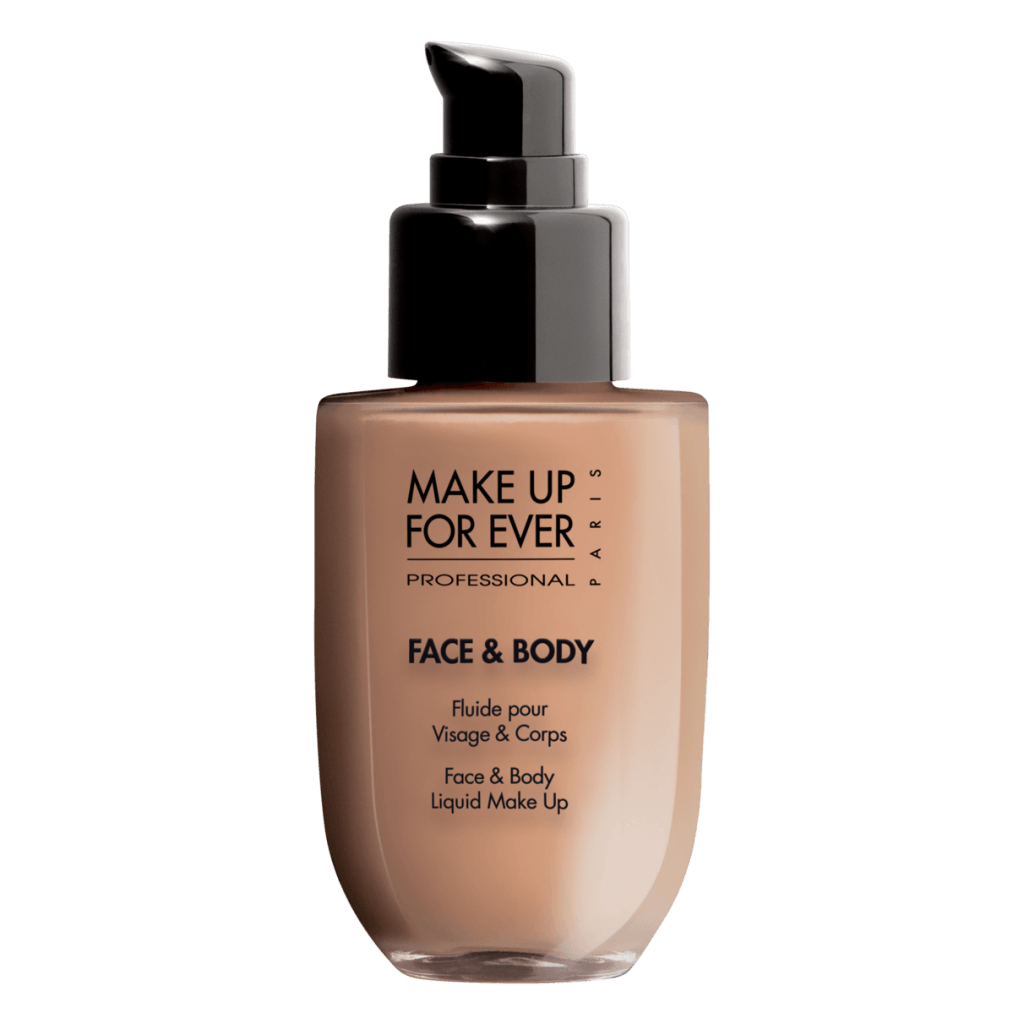 MAKE UP
FOR EVER
PROFESSIONAL
PARIS
FACE & BODY
Fluide pour
Visage & Corps
Face & Body
Liquid Make Up